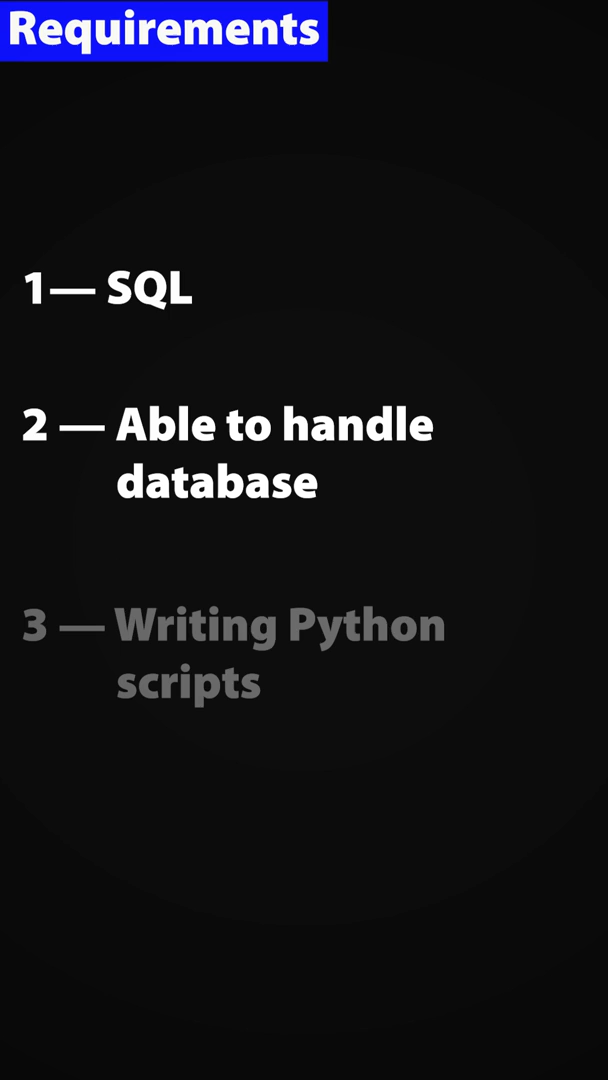 Requirements
1— SQL
2 — Able to handle
database
3 — Writing Python
scripts